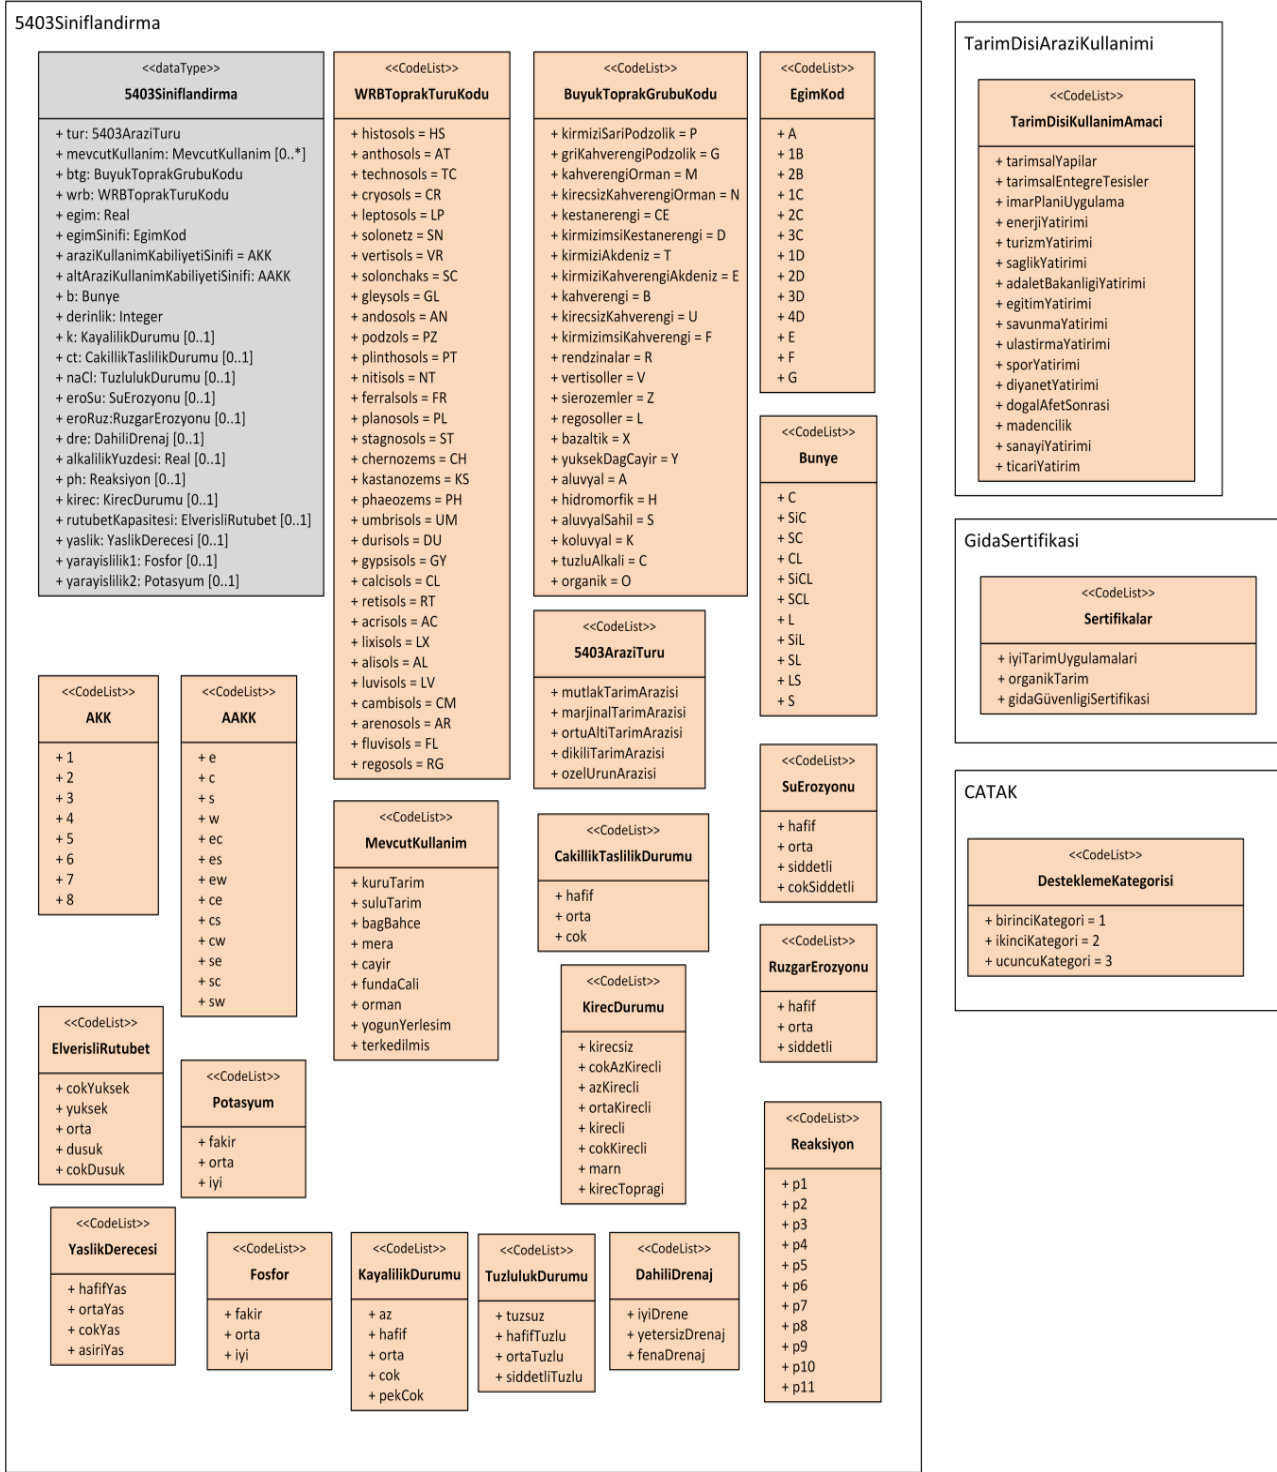 5403Siniflandirma
<<dataType>>
5403Siniflandirma
+ tur: 5403AraziTuru
+ mevcutKullanim: MevcutKullanim [0..*]
+ btg: BuyukToprakGrubuKodu
+ wrb: WRBToprakTuruKodu
+ egim: Real
+ egimSinifi: EgimKod
+ araziKullanimKabiliyetiSinifi = AKK
+ altAraziKullanimKabiliyetiSinifi: AAKK
+ b: Bunye
+ derinlik: Integer
+ k: KayalilikDurumu [0..1]
+ ct: CakillikTaslilikDurumu [0..1]
+ naCl: TuzlulukDurumu [0..1]
+ eroSu: SuErozyonu [0..1]
+ eroRuz:RuzgarErozyonu [0..1]
+ dre: DahiliDrenaj [0..1]
+ alkalilikYuzdesi: Real [0..1]
+ ph: Reaksiyon [0..1]
+ kirec: KirecDurumu [0..1]
+ rutubetKapasitesi: ElverisliRutubet [0..1]
+ yaslik: YaslikDerecesi [0..1]
+ yarayislilik1: Fosfor [0..1]
+ yarayislilik2: Potasyum [0..1]
<<CodeList>>
WRBToprakTuruKodu
+ histosols = HS
+ anthosols = AT
+ technosols = TC
+ cryosols = CR
+ leptosols = LP
+ solonetz = SN
+ vertisols = VR
+ solonchaks = SC
+ gleysols = GL
+ andosols = AN
+ podzols = PZ
+ plinthosols = PT
+ nitisols = NT
+ ferralsols = FR
+ planosols = PL
+ stagnosols = ST
+ chernozems = CH
+ kastanozems = KS
+ phaeozems = PH
+ umbrisols = UM
+ durisols = DU
+ gypsisols = GY
+ calcisols = CL
+ retisols = RT
+ acrisols = AC
+ lixisols = LX
+ alisols = AL
+ luvisols = LV
+ cambisols = CM
+ arenosols = AR
+ fluvisols = FL
+ regosols = RG
<<CodeList>>
BuyukToprakGrubuKodu
+ kirmiziSariPodzolik = P
+ griKahverengiPodzolik = G
+ kahverengiOrman = M
+ kirecsizKahverengiOrman = N
+ kestanerengi = CE
+ kirmizimsiKestanerengi = D
+ kirmiziAkdeniz = T
+ kirmiziKahverengiAkdeniz = E
+ kahverengi = B
+ kirecsizKahverengi = U
+ kirmizimsiKahverengi = F
+ rendzinalar = R
+ vertisoller = V
+ sierozemler = Z
+ regosoller = L
+ bazaltik = X
+ yuksekDagCayir = Y
+ aluvyal = A
+ hidromorfik = H
+ aluvyalSahil = S
+ koluvyal = K
+ tuzluAlkali = C
+ organik = O
<<CodeList>>
EgimKod
+ A
+ 1B
+ 2B
+ 1C
+ 2C
+ 3C
+ 1D
+ 2D
+ 3D
+ 4D
+ E
+ F
+ G
<<CodeList>>
Bunye
+ C
+ SiC
+ SC
+ CL
+ SiCL
+ SCL
+ L
+ SiL
+ SL
+ LS
+ S
<<CodeList>>
5403AraziTuru
+ mutlakTarimArazisi
+ marjinalTarimArazisi
+ ortuAltiTarimArazisi
+ dikiliTarimArazisi
+ ozelUrunArazisi
<<CodeList>>
AKK
+ 1
+ 2
+ 3
+ 4
+ 5
+ 6
+ 7
+ 8
<<CodeList>>
AAKK
+ e
+ c
+ s
+ w
+ ec
+ es
+ ew
+ ce
+ cs
+ cw
+ se
+ sc
+ sw
<<CodeList>>
MevcutKullanim
+ kuruTarim
+ suluTarim
+ bagBahce
+ mera
+ cayir
+ fundaCali
+ orman
+ yogunYerlesim
+ terkedilmis
<<CodeList>>
CakillikTaslilikDurumu
+ hafif
+ orta
+ cok
<<CodeList>>
SuErozyonu
+ hafif
+ orta
+ siddetli
+ cokSiddetli
<<CodeList>>
RuzgarErozyonu
+ hafif
+ orta
+ siddetli
<<CodeList>>
KirecDurumu
+ kirecsiz
+ cokAzKirecli
+ azKirecli
+ ortaKirecli
+ kirecli
+ cokKirecli
+ marn
+ kirecTopragi
<<CodeList>>
ElverisliRutubet
+ cokYuksek
+ yuksek
+ orta
+ dusuk
+ cokDusuk
<<CodeList>>
Potasyum
+ fakir
+ orta
+ iyi
<<CodeList>>
Reaksiyon
+ p1
+ p2
+ p3
+ p4
+ p5
+ p6
+ p7
+ p8
+ p9
+ p10
+ p11
<<CodeList>>
YaslikDerecesi
+ hafifYas
+ ortaYas
+ cokYas
+ asiriYas
<<CodeList>>
Fosfor
+ fakir
+ orta
+ iyi
<<CodeList>>
KayalilikDurumu
+ az
+ hafif
+ orta
+ cok
+ pekCok
<<CodeList>>
TuzlulukDurumu
+ tuzsuz
+ hafifTuzlu
+ ortaTuzlu
+ siddetliTuzlu
<<CodeList>>
DahiliDrenaj
+ iyiDrene
+ yetersizDrenaj
+ fenaDrenaj
TarimDisiAraziKullanimi
<<CodeList>>
TarimDisiKullanimAmaci
+ tarimsalYapilar
+ tarimsalEntegreTesisler
+ imarPlaniUygulama
+ enerjiYatirimi
+ turizmYatirimi
+ saglikYatirimi
+ adaletBakanligiYatirimi
+ egitimYatirimi
+ savunmaYatirimi
+ ulastirmaYatirimi
+ sporYatirimi
+ diyanetYatirimi
+ dogalAfetSonrasi
+ madencilik
+ sanayiYatirimi
+ ticariYatirim
GidaSertifikasi
<<CodeList>>
Sertifikalar
+ iyiTarimUygulamalari
+ organikTarim
+ gidaGüvenligiSertifikasi
CATAK
<<CodeList>>
DesteklemeKategorisi
+ birinciKategori = 1
+ ikinciKategori = 2
+ ucuncuKategori = 3